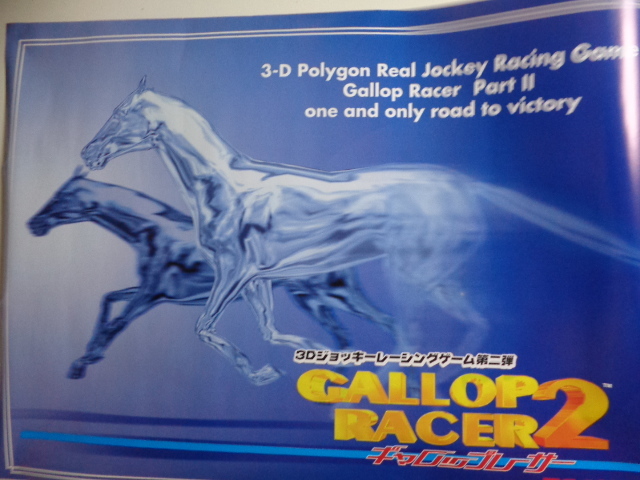 3-D Polygon Real Jockey Racing Game
Gallop Racer Part II
one and only road to victory
3Dジョッキーレーシングゲーム第二弾
GALLOP
RACER 2™
ギャロップレーサー